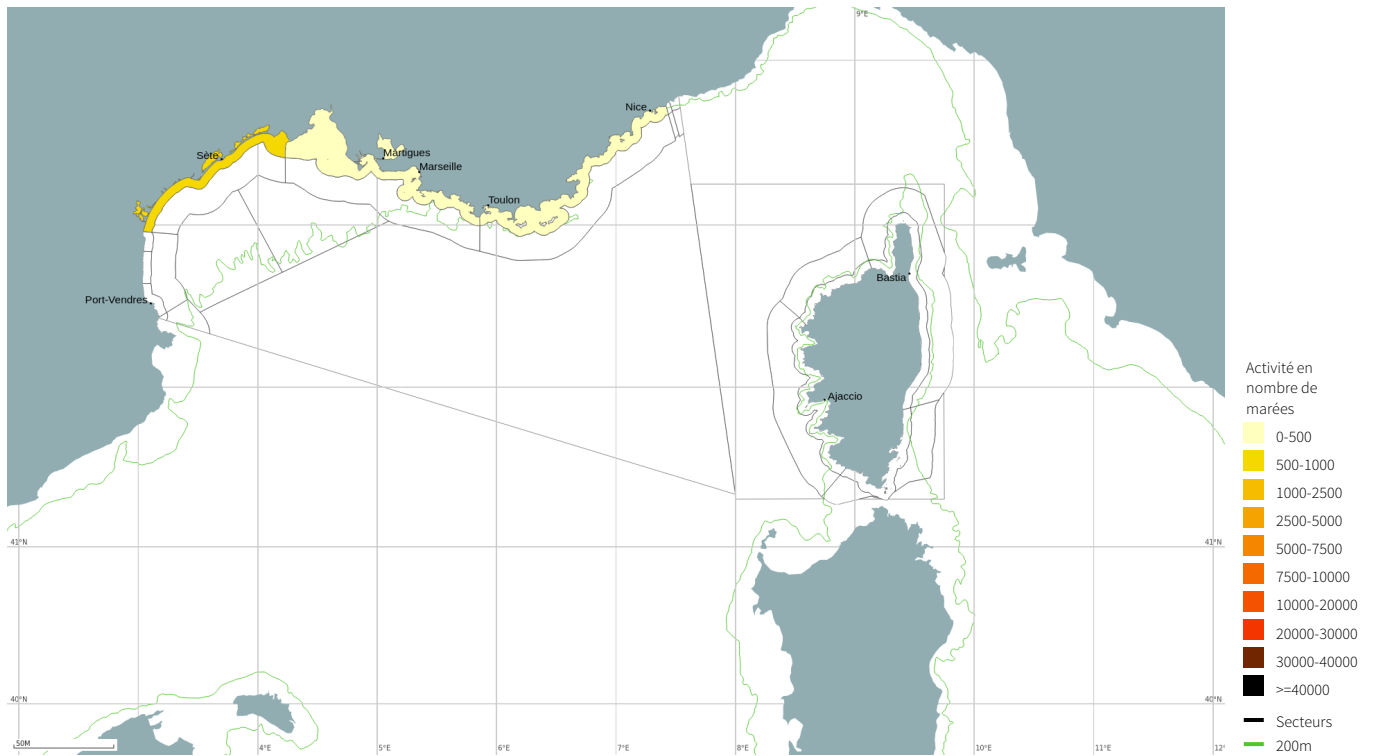 9°E
Nice
Sète
Martigues
Marseille
Toulon
Bastia
Port-Vendres
Ajaccio
41°N
41°N
40°N
40°N
50M
4°E
5°E
6°E
7°E
8°E
10°E
11°E
12°
Activité en
nombre de
marées
0-500
500-1000
1000-2500
2500-5000
5000-7500
7500-10000
10000-20000
20000-30000
30000-40000
>=40000
Secteurs
200m